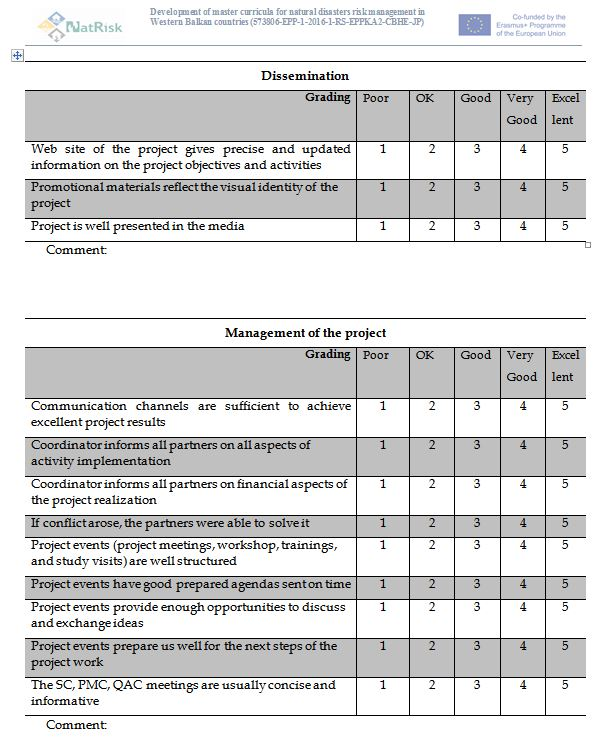 NatRisk
Development of master curricula for natural disasters risk management in
Western Balkan countries (573806-EPP-1-2016-1-RS-EPPKA2-CBHE-JP)
Co-funded by the
Erasmus+ Programme
of the European Union
Dissemination
Grading Poor OK Good Very Good Excel lent
Web site of the project gives precise and updated
information on the project objectives and activities 1 2 3 4 5
Promotional materials reflect the visual identity of the
project 1 2 3 4 5
Project is well presented in the media 1 2 3 4 5
Comment:
Management of the project
Grading Poor OK Good Very Good Excel lent
Communication channels are sufficient to achieve
excellent project results 1 2 3 4 5
Coordinator informs all partners on all aspects of
activity implementation 1 2 3 4 5
Coordinator informs all partners on financial aspects of
the project realization 1 2 3 4 5
If conflict arose, the partners were able to solve it 1 2 3 4 5
Project events (project meetings, workshop, trainings,
and study visits) are well structured 1 2 3 4 5
Project events have good prepared agendas sent on time 1 2 3 4 5
Project events provide enough opportunities to discuss
and exchange ideas 1 2 3 4 5
Project events prepare us well for the next steps of the
project work 1 2 3 4 5
The SC, PMC, QAC meetings are usually concise and
informative 1 2 3 4 5
Comment: